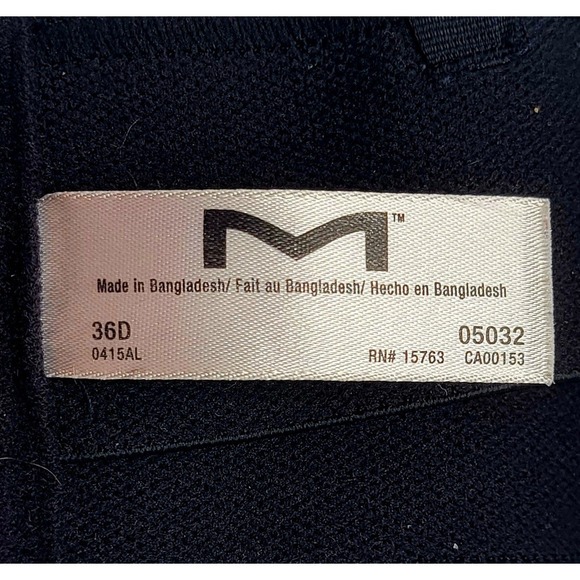 M™
Made in Bangladesh/ Fait au Bangladesh/ Hecho en Bangladesh
36D 05032
0415AL RN# 15763 CA00153